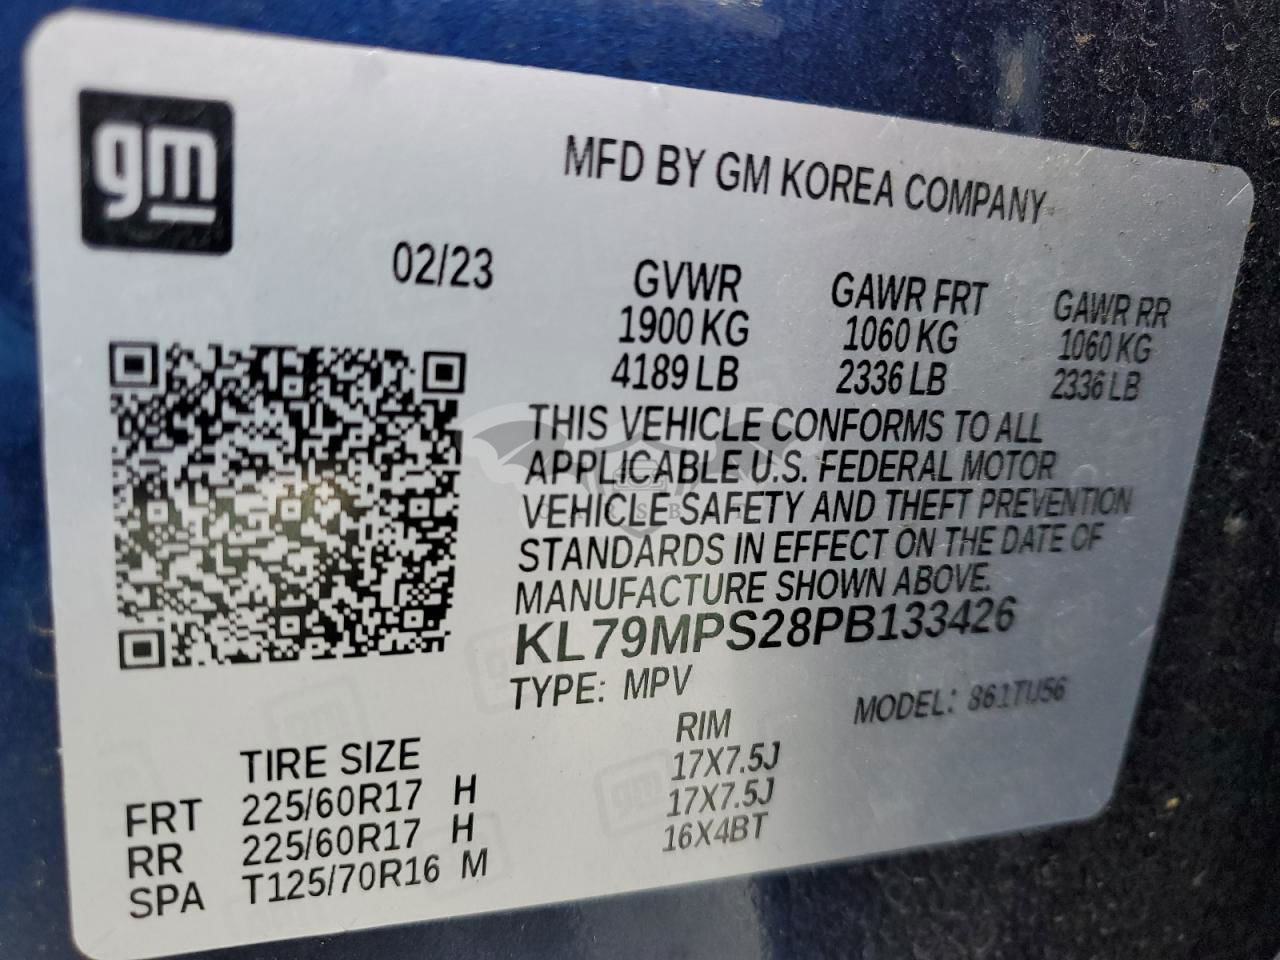 gm
MFD BY GM KOREA COMPANY
02/23
GVWR GAWR FRT GAWR RR
1900 KG 1060 KG 1060 KG
4189 LB 2336 LB 2336 LB
THIS VEHICLE CONFORMS TO ALL
APPLICABLE U.S. FEDERAL MOTOR
VEHICLE SAFETY AND THEFT PREVENTION
STANDARDS IN EFFECT ON THE DATE OF
MANUFACTURE SHOWN ABOVE.
KL79MPS28PB133426
TYPE: MPV MODEL: 861TU56
TIRE SIZE RIM
FRT 225/60R17 H 17X7.5J
RR 225/60R17 H 17X7.5J
SPA T125/70R16 M 16X4BT
gm